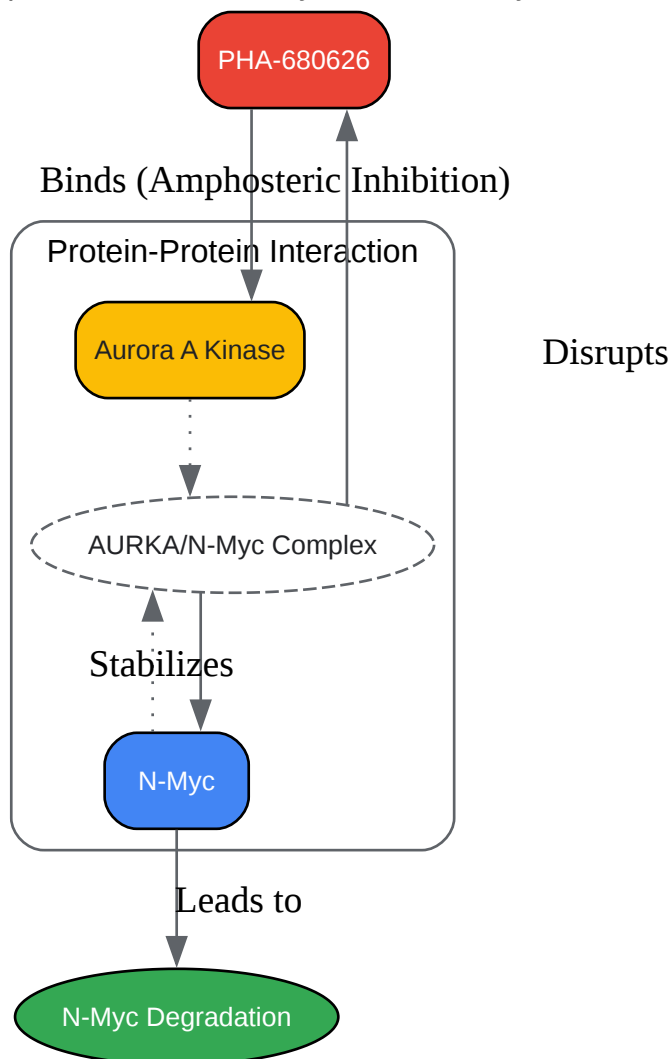 PHA-680626
Binds (Amphosteric Inhibition)
Protein-Protein Interaction
Aurora A Kinase
Disrupts
AURKA/N-Myc Complex
Stabilizes
N-Myc
Leads to
N-Myc Degradation